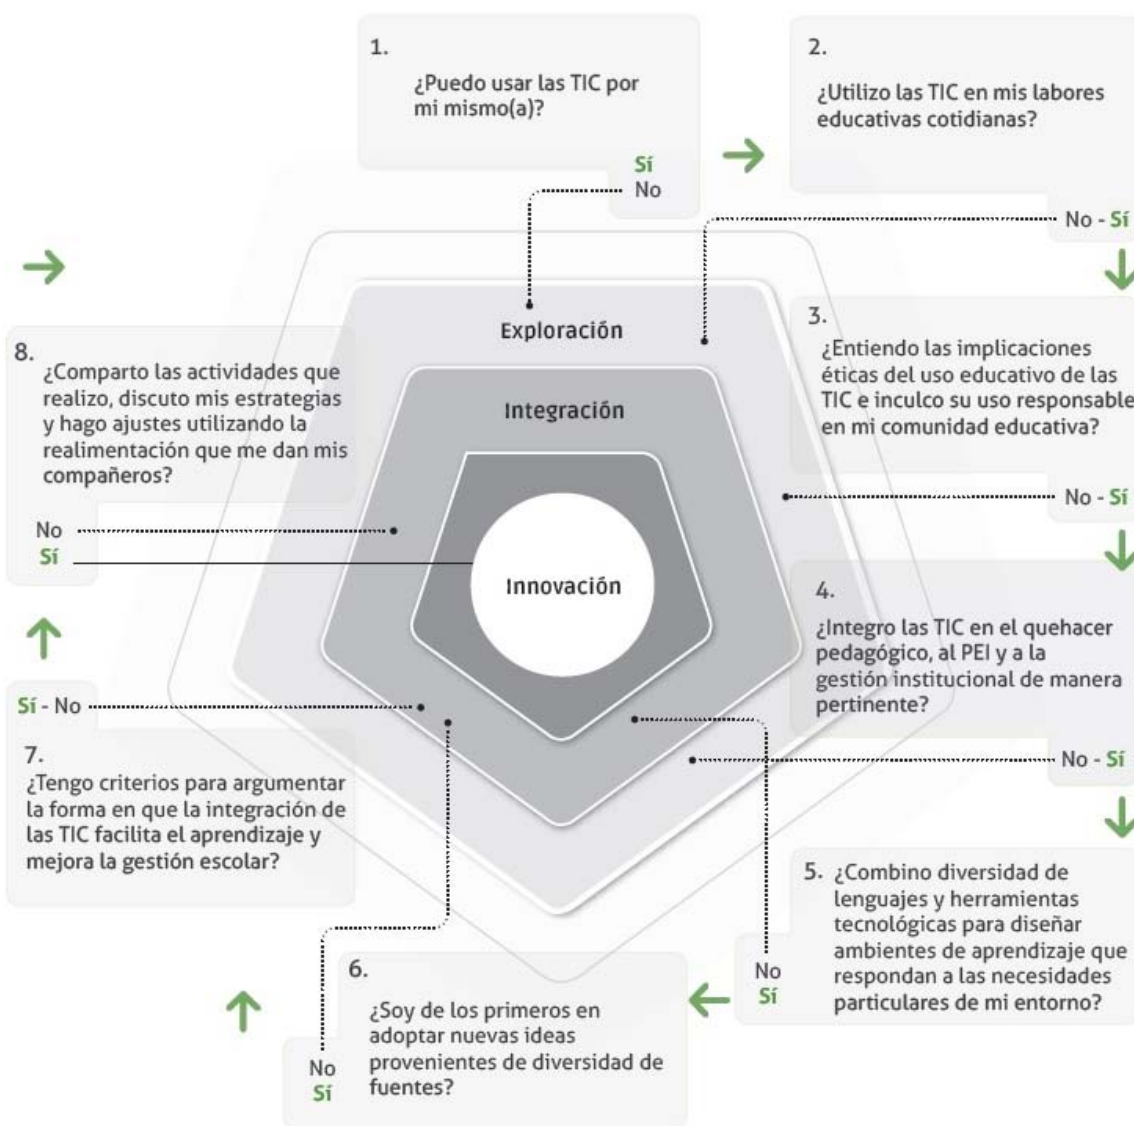 1.
¿Puedo usar las TIC por
mi mismo(a)?
Sí
No
2.
¿Utilizo las TIC en mis labores
educativas cotidianas?
No - Sí
3.
¿Entiendo las implicaciones
éticas del uso educativo de las
TIC e inculco su uso responsable
en mi comunidad educativa?
No - Sí
4.
¿Integro las TIC en el quehacer
pedagógico, al PEI y a la
gestión institucional de manera
pertinente?
No - Sí
5. ¿Combino diversidad de
lenguajes y herramientas
tecnológicas para diseñar
ambientes de aprendizaje que
respondan a las necesidades
particulares de mi entorno?
No
Sí
6.
¿Soy de los primeros en
adoptar nuevas ideas
provenientes de diversidad de
fuentes?
No
Sí
Sí - No
7.
¿Tengo criterios para argumentar
la forma en que la integración de
las TIC facilita el aprendizaje y
mejora la gestión escolar?
8.
¿Comparto las actividades que
realizo, discuto mis estrategias
y hago ajustes utilizando la
realimentación que me dan mis
compañeros?
No
Sí
Exploración
Integración
Innovación